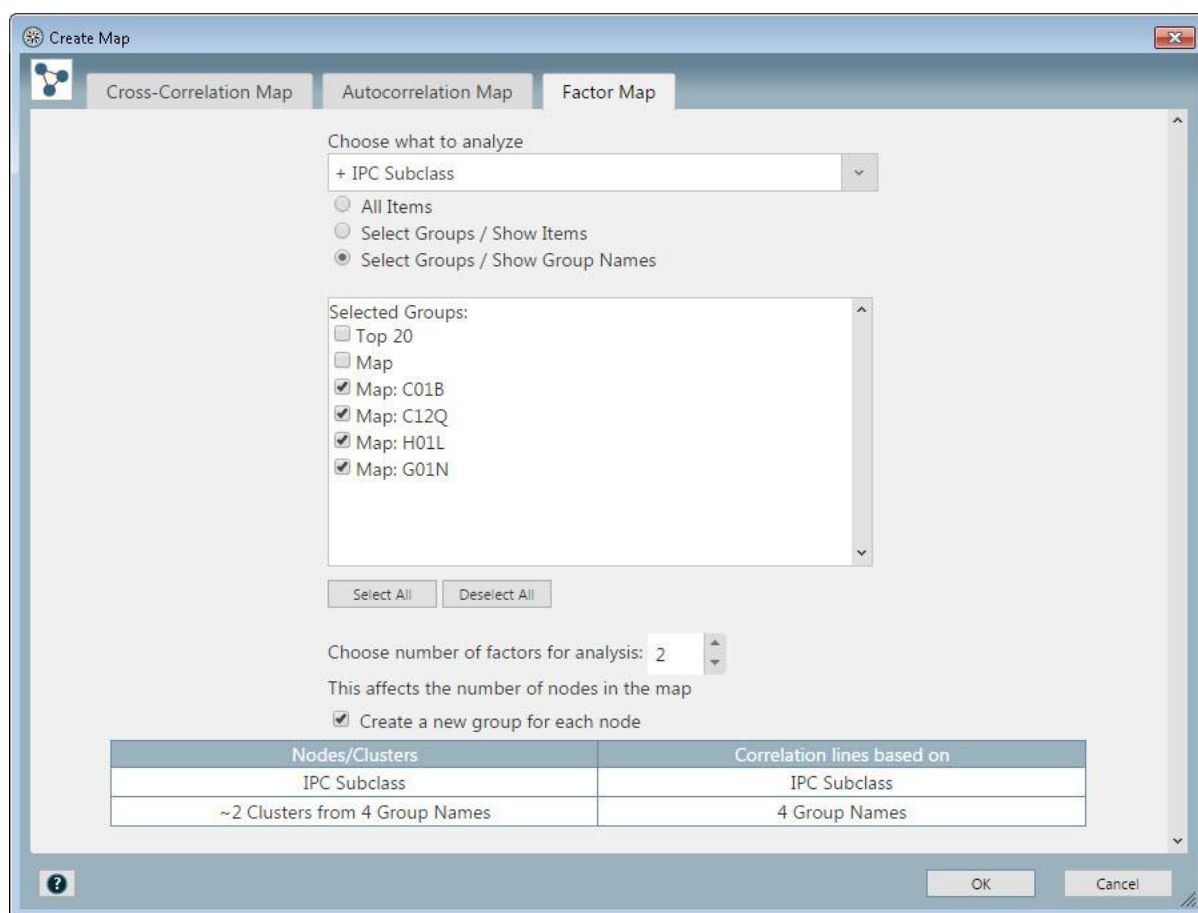 Create Map
Cross-Correlation Map Autocorrelation Map Factor Map
Choose what to analyze
+ IPC Subclass
All Items
Select Groups / Show Items
Select Groups / Show Group Names
Selected Groups:
Top 20
Map
Map: C01B
Map: C12Q
Map: H01L
Map: G01N
Select All Deselect All
Choose number of factors for analysis: 2
This affects the number of nodes in the map
Create a new group for each node
Nodes/Clusters Correlation lines based on
IPC Subclass IPC Subclass
~2 Clusters from 4 Group Names 4 Group Names
? OK Cancel